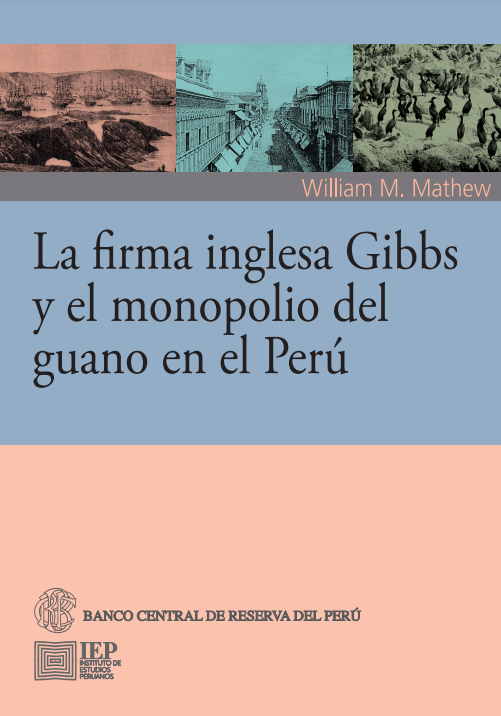 William M. Mathew
La firma inglesa Gibbs
y el monopolio del
guano en el Perú
BANCO CENTRAL DE RESERVA DEL PERÚ
IEP
INSTITUTO DE
ESTUDIOS
PERUANOS